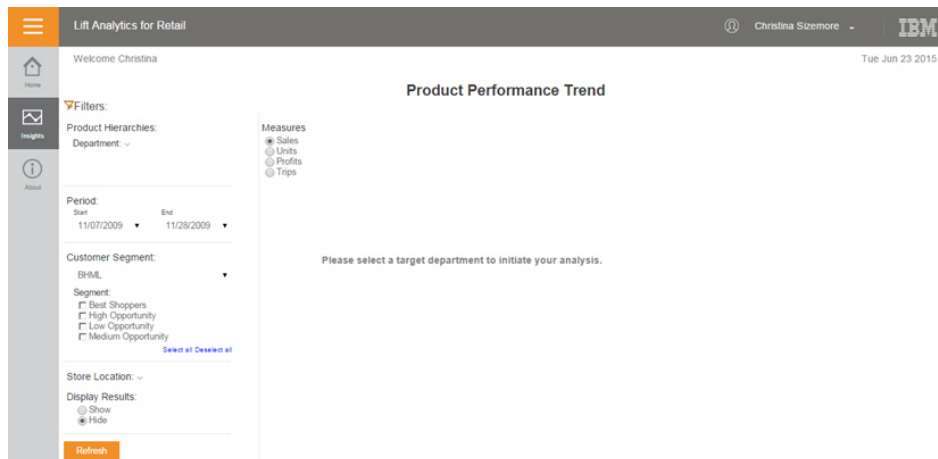 Lift Analytics for Retail
Christina Sizemore
IBM
Home
Insights
About
Welcome Christina
Tue Jun 23 2015
Product Performance Trend
Filters:
Product Hierarchies:
Department:
Period:
Start End
11/07/2009 11/28/2009
Customer Segment:
BHML
Segment:
Best Shoppers
High Opportunity
Low Opportunity
Medium Opportunity
Select all Deselect all
Store Location:
Display Results:
Show
Hide
Refresh
Measures
Sales
Units
Profits
Trips
Please select a target department to initiate your analysis.